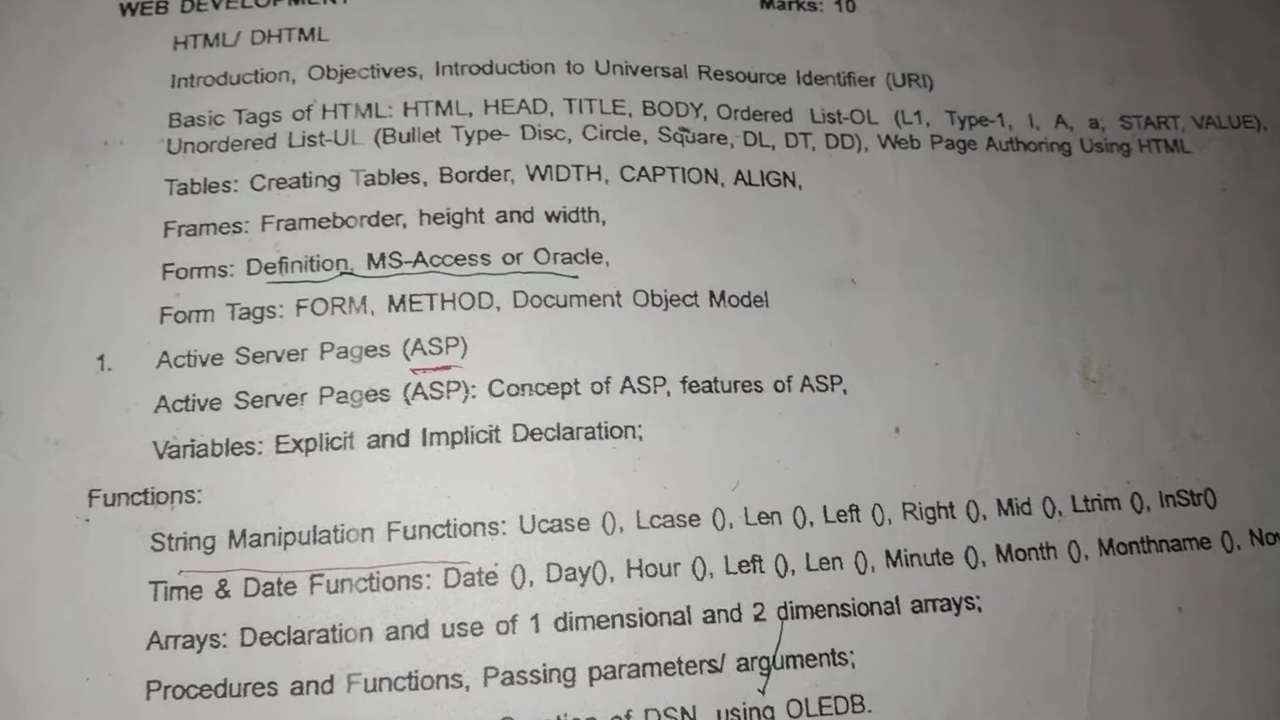 WEB DEVELOPMENT Marks: 10
HTML/ DHTML
Introduction, Objectives, Introduction to Universal Resource Identifier (URI)
Basic Tags of HTML: HTML, HEAD, TITLE, BODY, Ordered List-OL (L1, Type-1, I, A, a; START, VALUE),
Unordered List-UL (Bullet Type- Disc, Circle, Square, DL, DT, DD), Web Page Authoring Using HTML
Tables: Creating Tables, Border, WIDTH, CAPTION, ALIGN,
Frames: Frameborder, height and width,
Forms: Definition, MS-Access or Oracle,
Form Tags: FORM, METHOD, Document Object Model
1. Active Server Pages (ASP)
Active Server Pages (ASP): Concept of ASP, features of ASP,
Variables: Explicit and Implicit Declaration;
Functions:
String Manipulation Functions: Ucase (), Lcase (), Len (), Left (), Right (), Mid (), Ltrim (), InStr()
Time & Date Functions: Date (), Day(), Hour (), Left (), Len (), Minute (), Month (), Monthname (),
Arrays: Declaration and use of 1 dimensional and 2 dimensional arrays;
Procedures and Functions, Passing parameters/ arguments;
of DSN, using OLEDB.